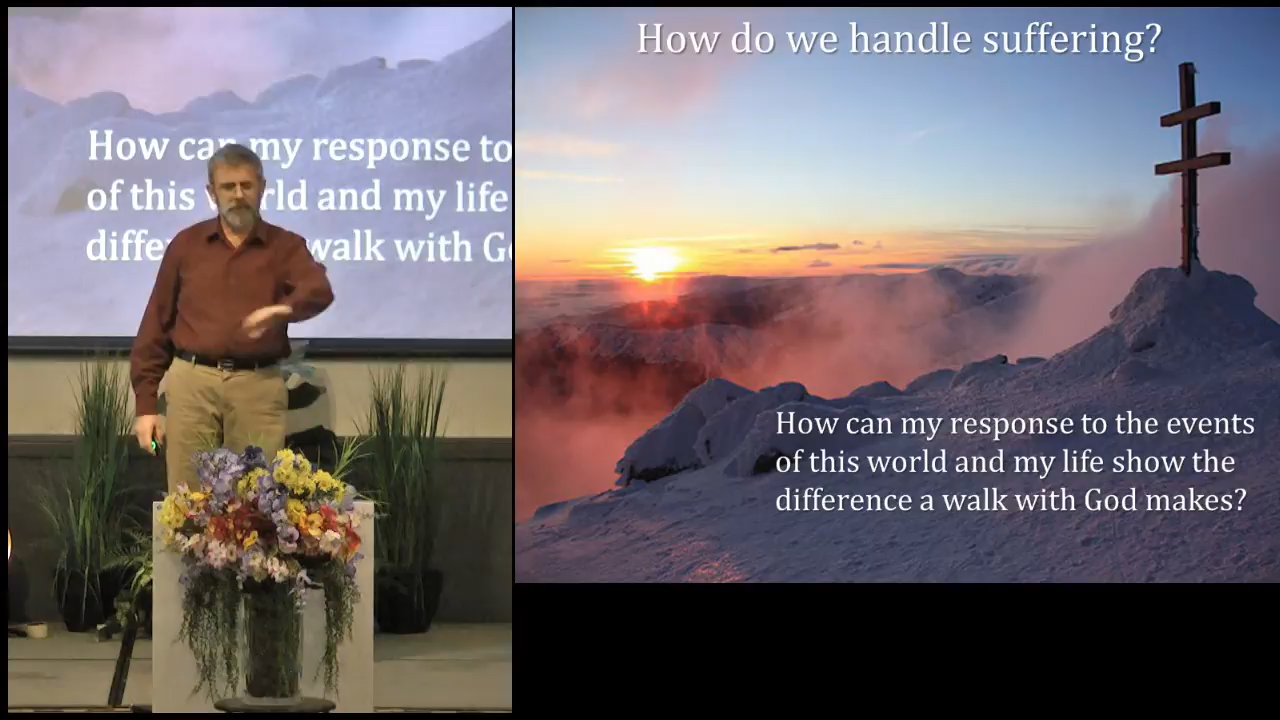 How can my response to
of this rld and my life
diffe walk with G
How do we handle suffering?
How can my response to the events
of this world and my life show the
difference a walk with God makes?